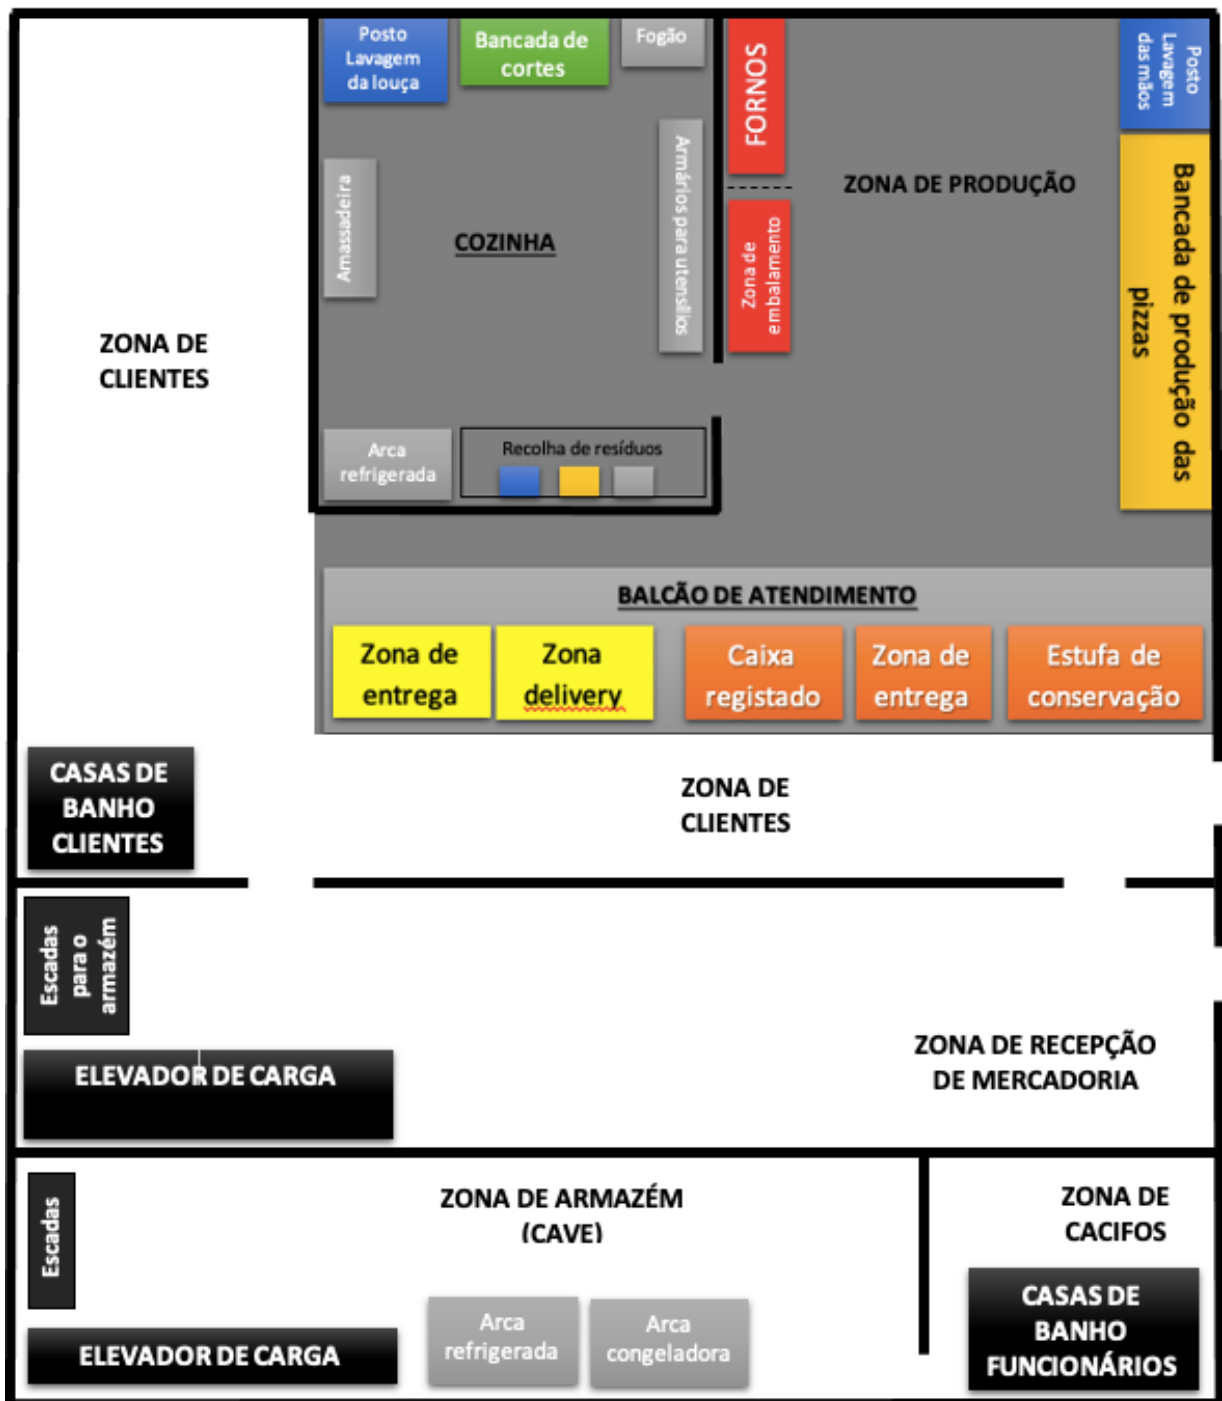 Posto
Lavagem
da louça
Bancada de
cortes
Fogão
FORNOS
Posto
Lavagem
das mãos
Amassadeira
COZINHA
Armários para utensílios
ZONA DE PRODUÇÃO
Zona de
embalamento
Bancada de produção das
pizzas
ZONA DE
CLIENTES
Arca
refrigerada
Recolha de resíduos
BALCÃO DE ATENDIMENTO
Zona de
entrega
Zona
delivery
Caixa
registado
Zona de
entrega
Estufa de
conservação
CASAS DE
BANHO
CLIENTES
ZONA DE
CLIENTES
Escadas
para o
armazém
ELEVADOR DE CARGA
ZONA DE RECEPÇÃO
DE MERCADORIA
Escadas
ZONA DE ARMAZÉM
(CAVE)
ZONA DE
CACIFOS
ELEVADOR DE CARGA
Arca
refrigerada
Arca
congeladora
CASAS DE
BANHO
FUNCIONÁRIOS